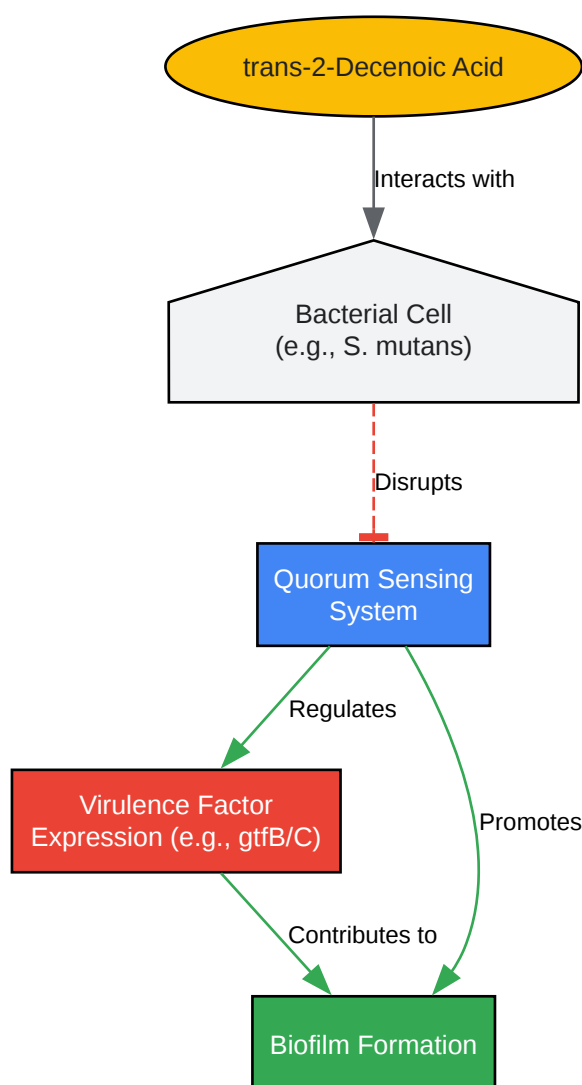 trans-2-Decenoic Acid
Interacts with
Bacterial Cell
(e.g., S. mutans)
Disrupts
Quorum Sensing
System
Regulates
Virulence Factor
Expression (e.g., gtfB/C)
Promotes
Contributes to
Biofilm Formation